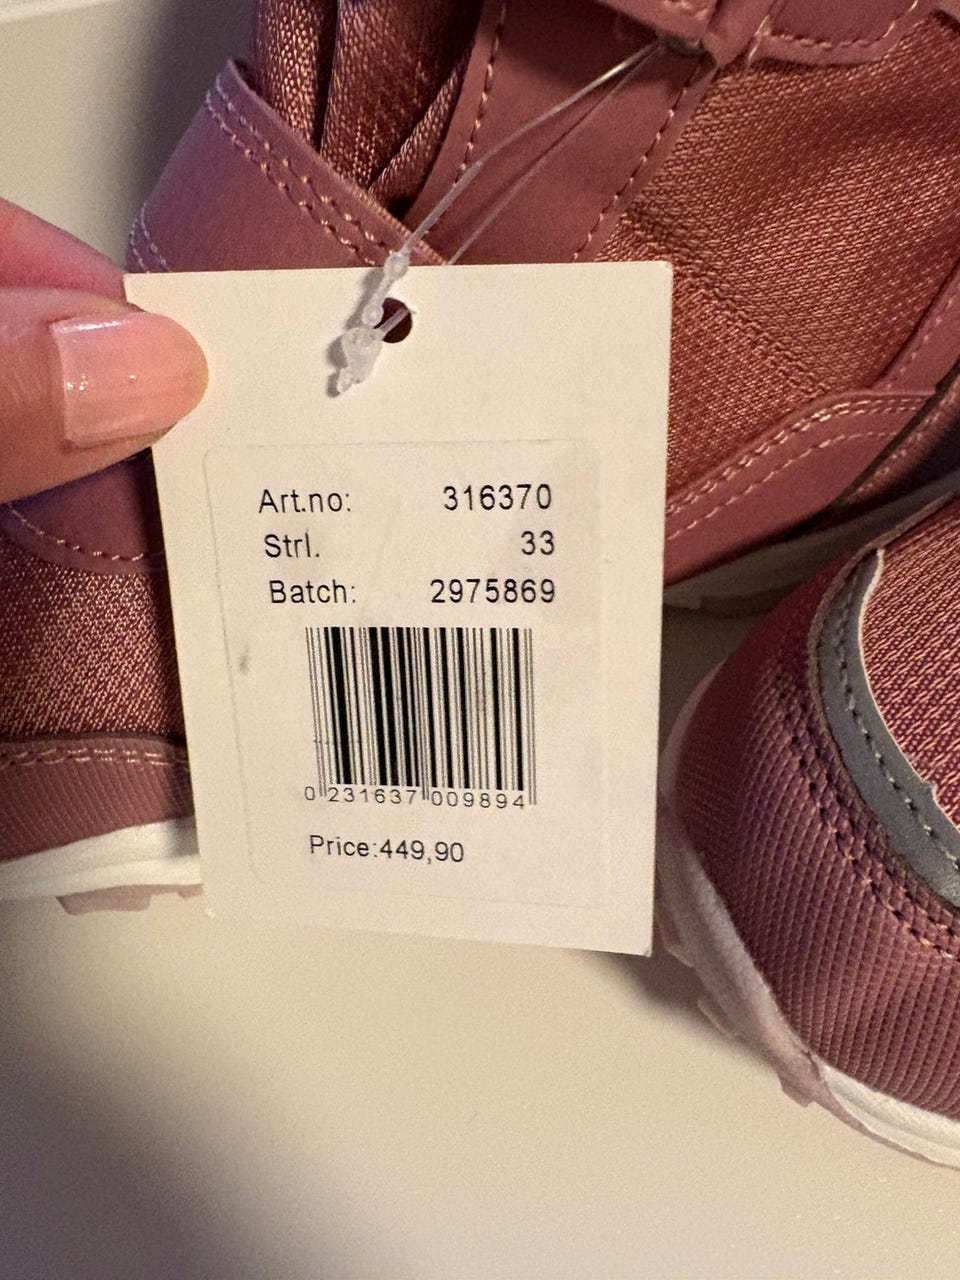 Art.no: 316370
Strl. 33
Batch: 2975869
0 231637 009894
Price:449,90